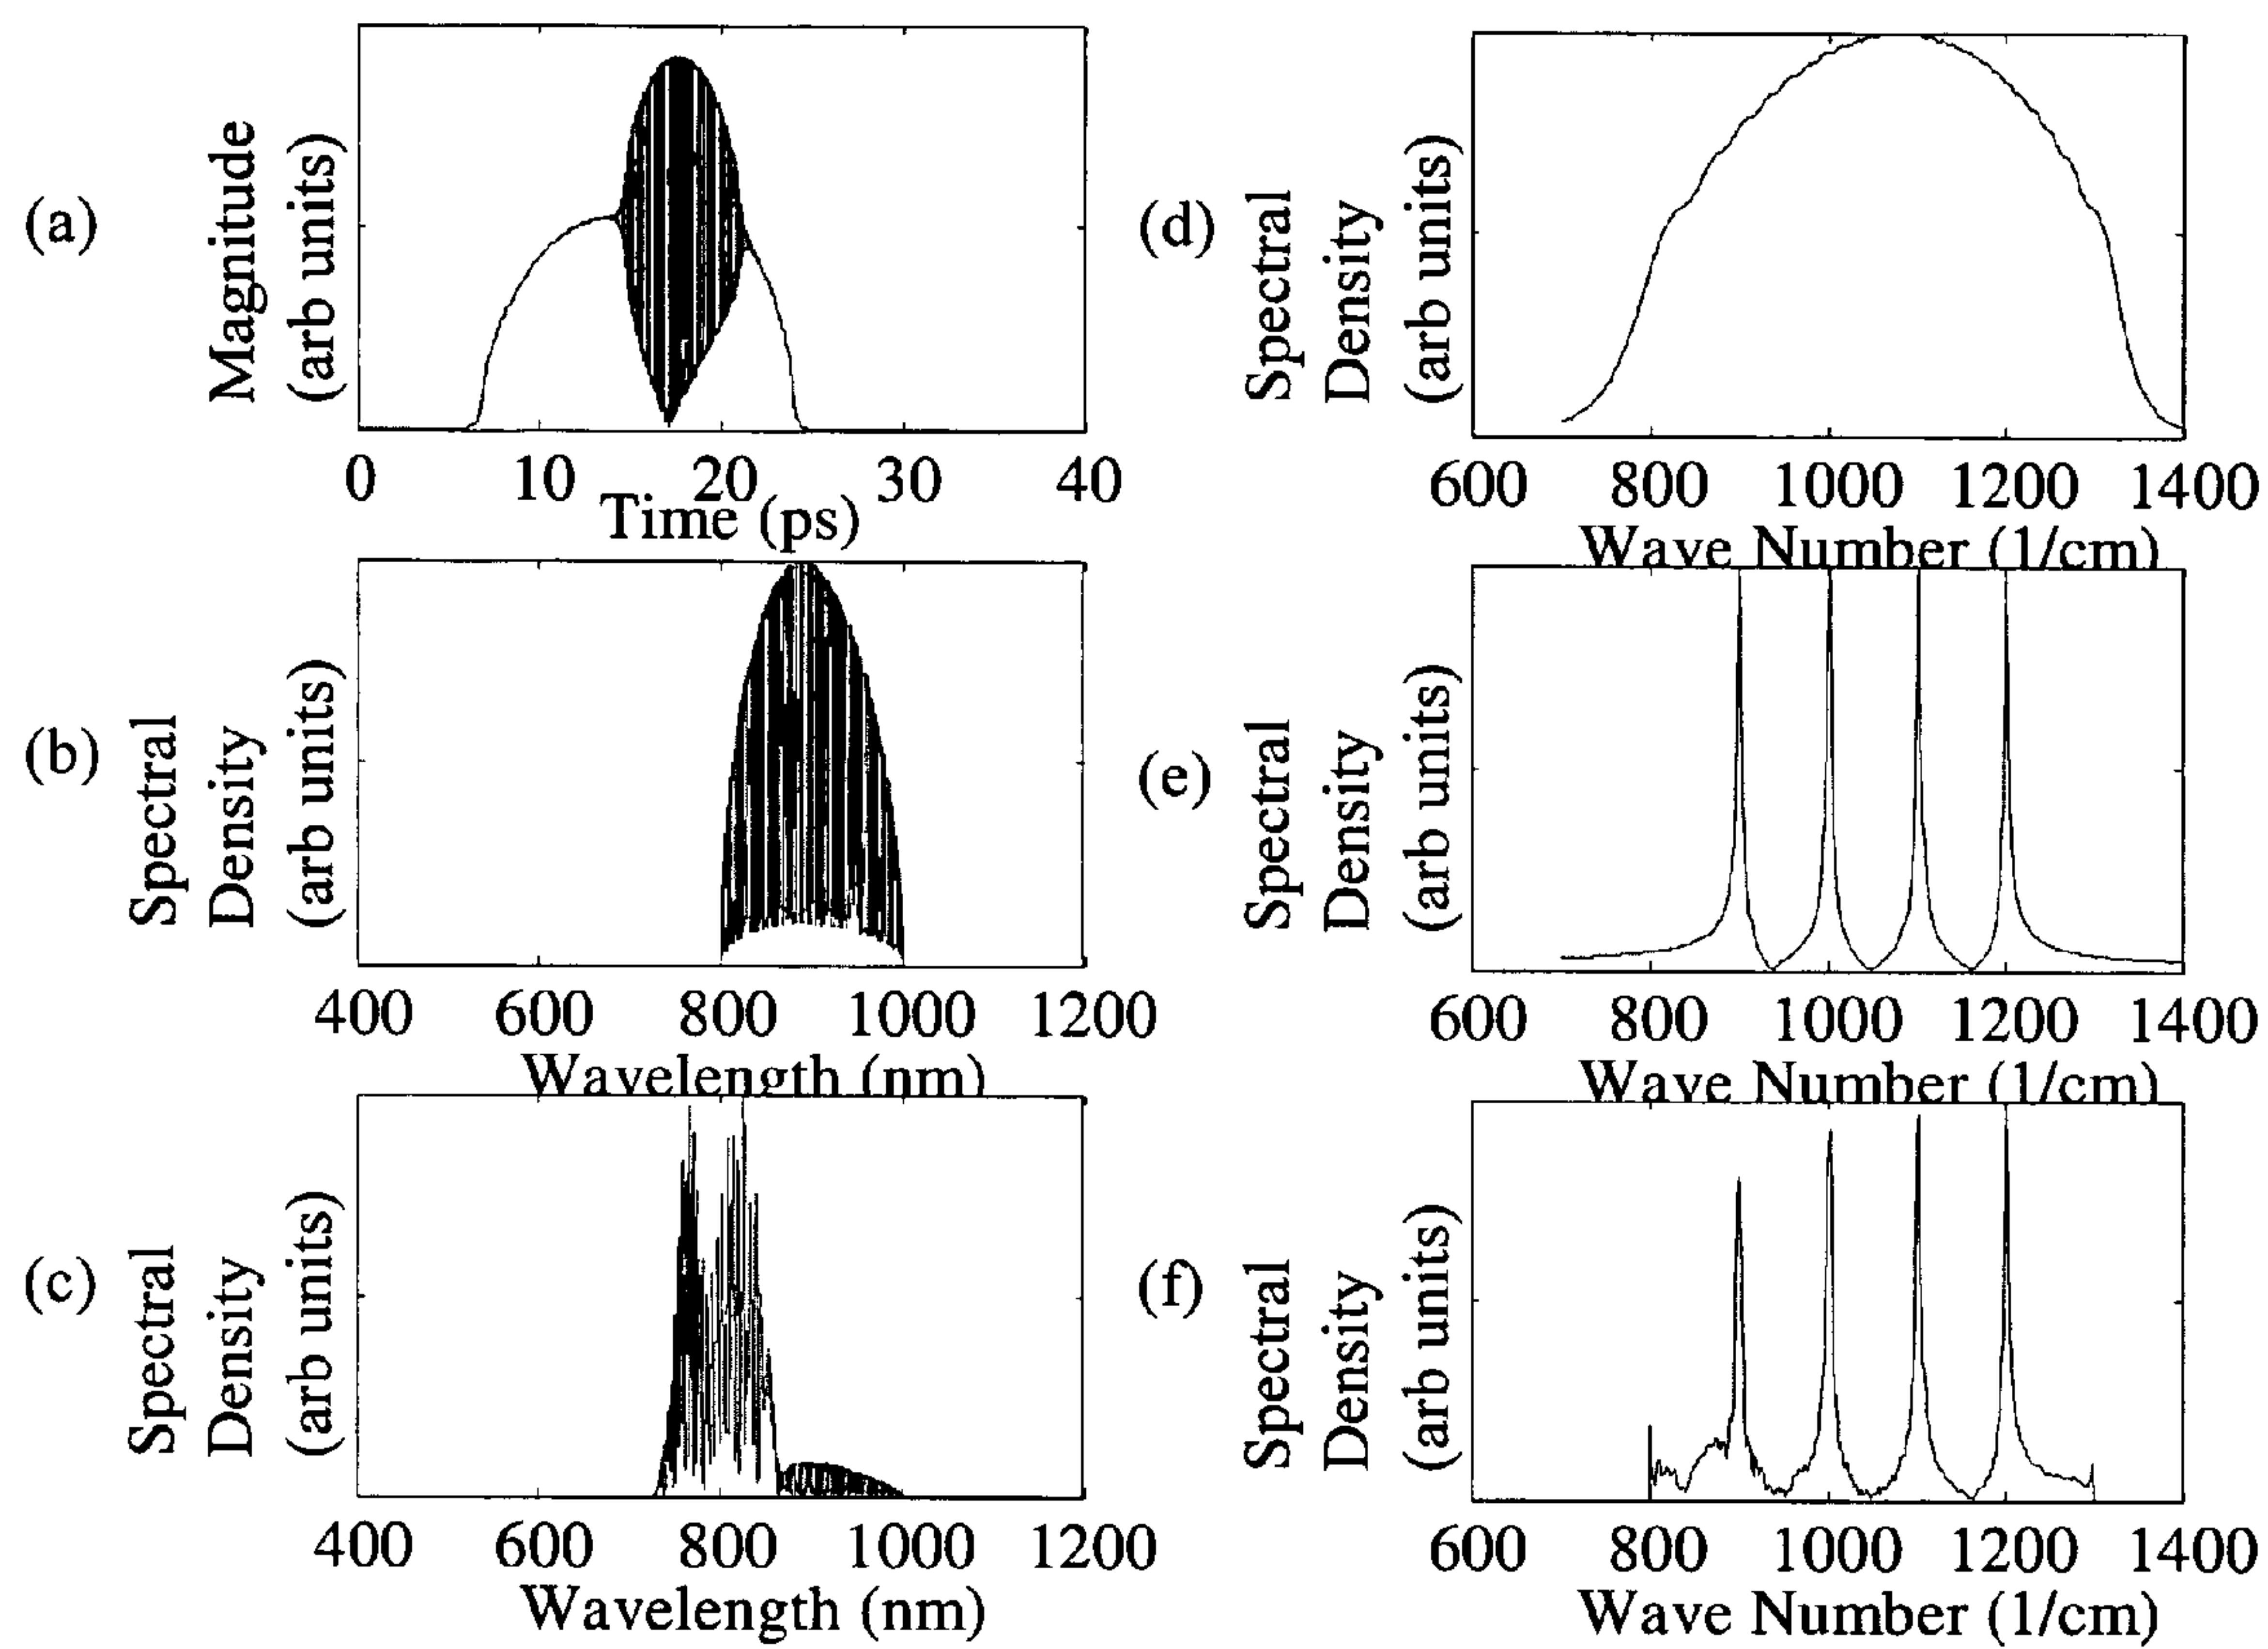 (a)
Magnitude
(arb units)
0 10 20 30 40
Time (ps)
(b)
Spectral
Density
(arb units)
400 600 800 1000 1200
Wavelength (nm)
(c)
Spectral
Density
(arb units)
400 600 800 1000 1200
Wavelength (nm)
(d)
Spectral
Density
(arb units)
600 800 1000 1200 1400
Wave Number (1/cm)
(e)
Spectral
Density
(arb units)
600 800 1000 1200 1400
Wave Number (1/cm)
(f)
Spectral
Density
(arb units)
600 800 1000 1200 1400
Wave Number (1/cm)